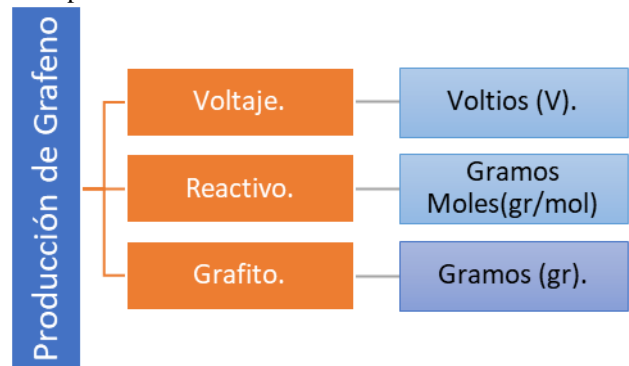 Producción de Grafeno
Voltaje.
Voltios (V).
Reactivo.
Gramos
Moles(gr/mol)
Grafito.
Gramos (gr).